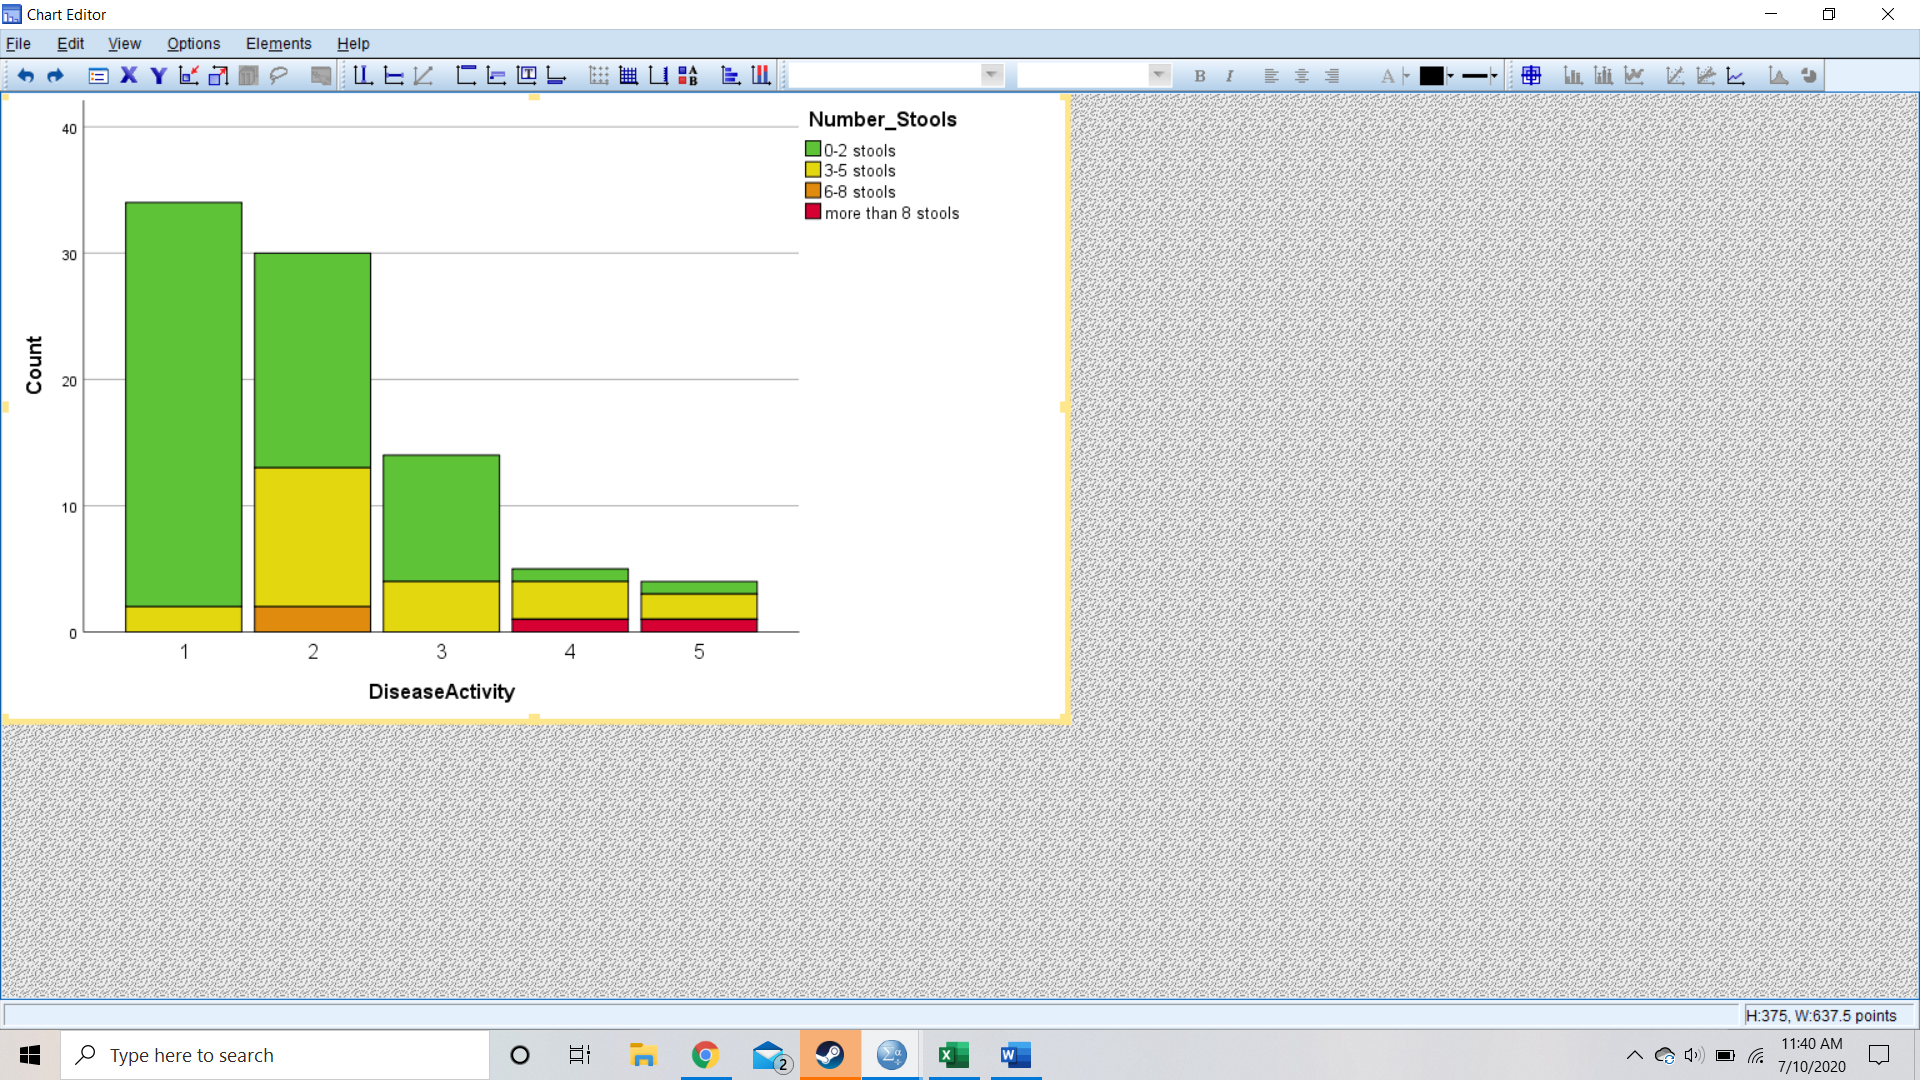 Chart Editor
File Edit View Options Elements Help
X Y T A B B I A
Number_Stools
0-2 stools
3-5 stools
6-8 stools
more than 8 stools
40
30
20
10
0
Count
1 2 3 4 5
DiseaseActivity
H:375, W:637.5 points
Type here to search
2
Σα
X
W
11:40 AM
7/10/2020